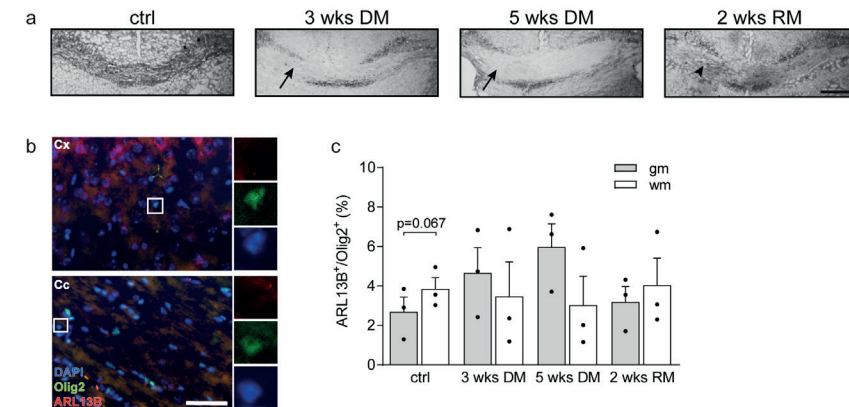 a
ctrl
3 wks DM
5 wks DM
2 wks RM
b
Cx
Cc
DAPI
Olig2
ARL13B
c
ARL13B⁺/Olig2⁺ (%)
10
8
6
4
2
0
gm
wm
p=0.067
ctrl
3 wks DM
5 wks DM
2 wks RM